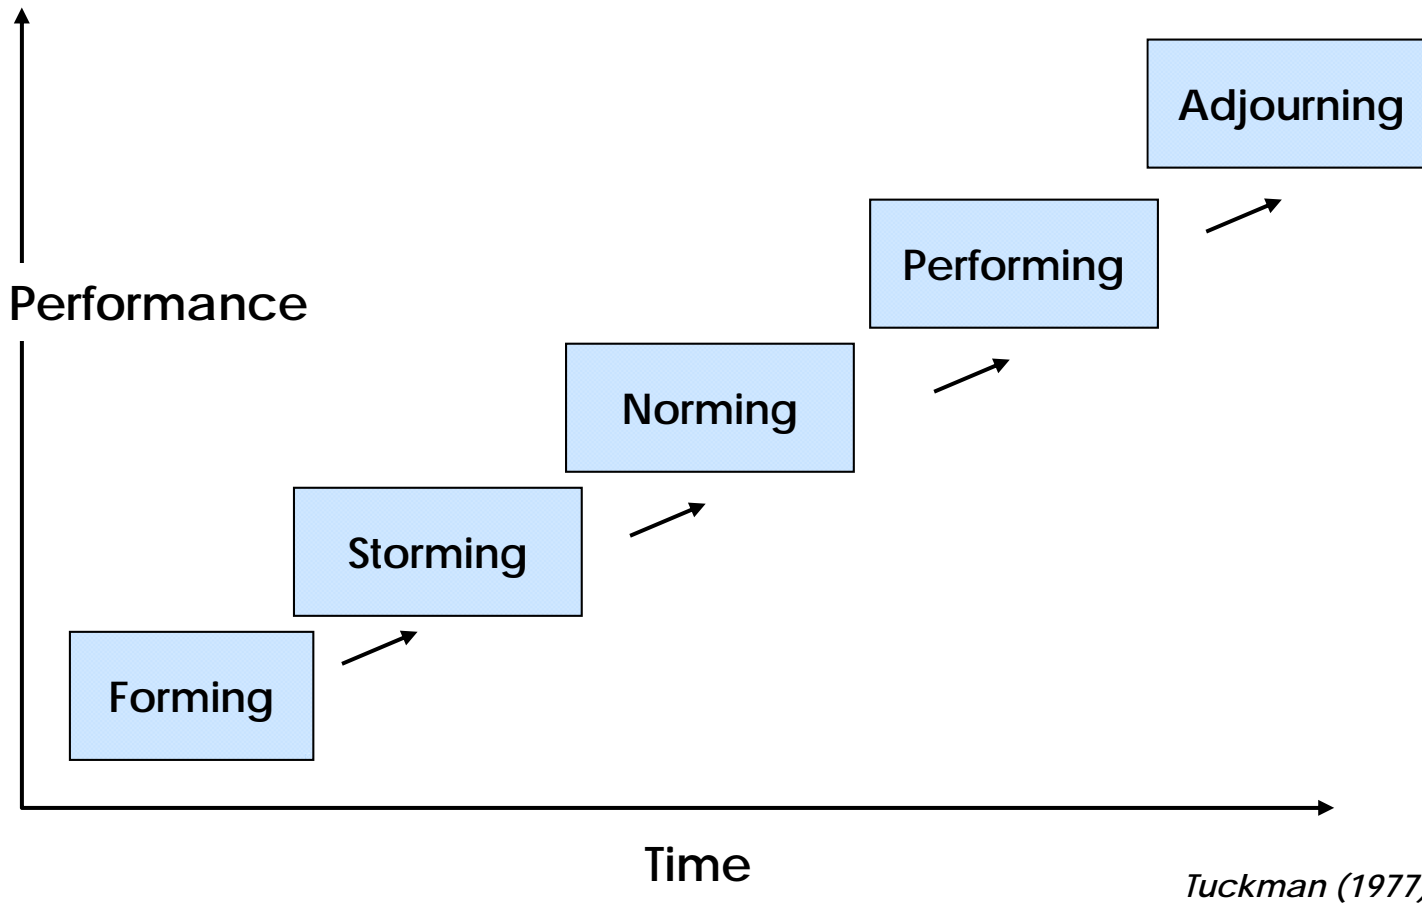 Adjourning
Performing
Performance
Norming
Storming
Forming
Time
Tuckman (1977)